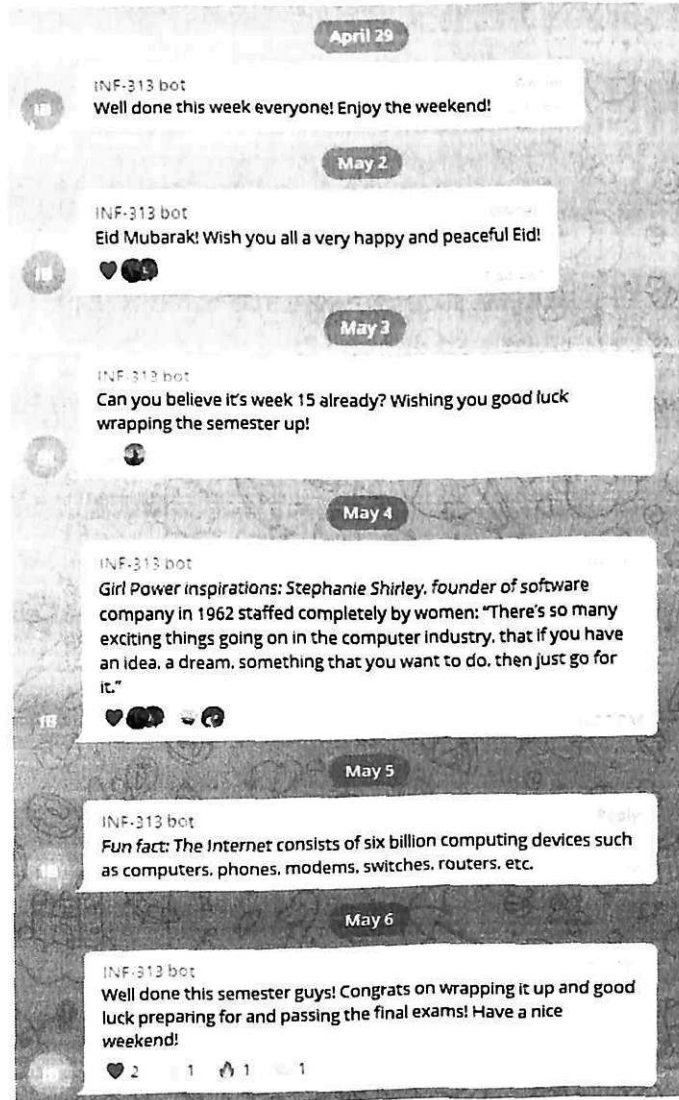 April 29
INF-313 bot
Well done this week everyone! Enjoy the weekend!
May 2
INF-313 bot
Eid Mubarak! Wish you all a very happy and peaceful Eid!
May 3
INF-313 bot
Can you believe it's week 15 already? Wishing you good luck
wrapping the semester up!
May 4
INF-313 bot
Girl Power inspirations: Stephanie Shirley, founder of software
company in 1962 staffed completely by women: "There's so many
exciting things going on in the computer industry, that if you have
an idea, a dream, something that you want to do, then just go for
it."
1B
May 5
INF-313 bot Reply
Fun fact: The Internet consists of six billion computing devices such
as computers, phones, modems, switches, routers, etc.
1B
May 6
INF-313 bot
Well done this semester guys! Congrats on wrapping it up and good
luck preparing for and passing the final exams! Have a nice
weekend!
2 1 1 1